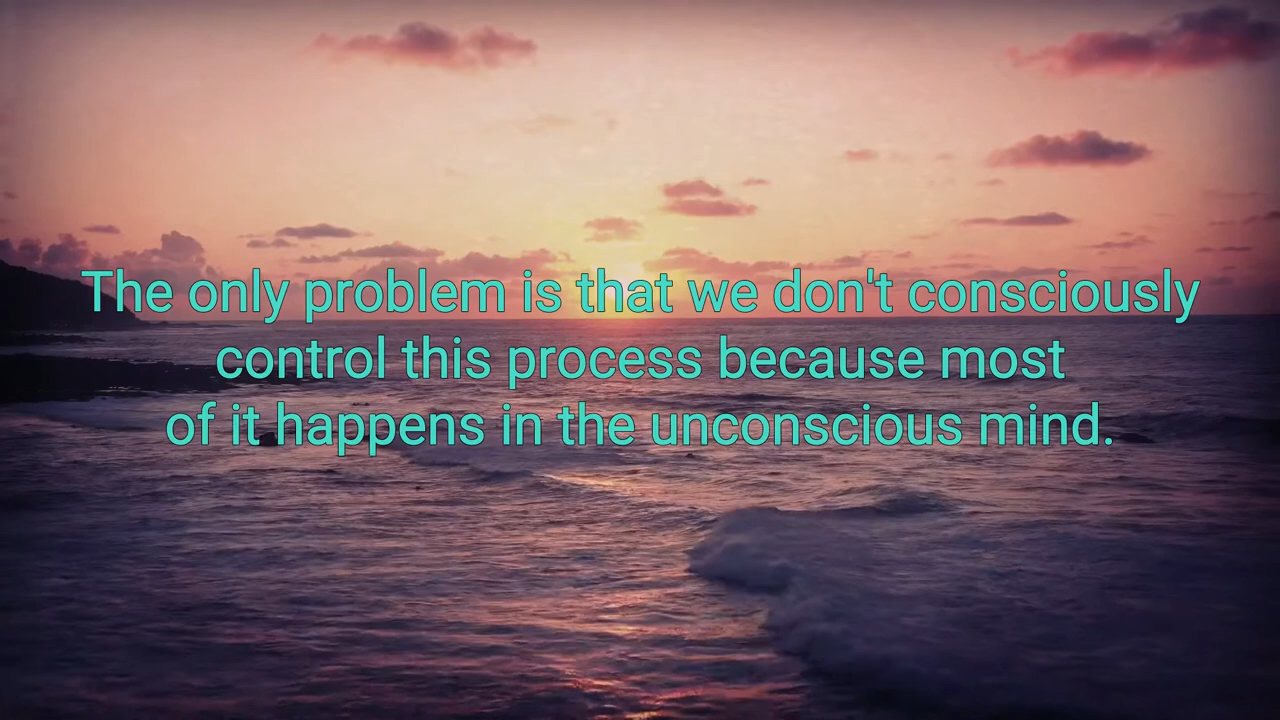 The only problem is that we don't consciously
control this process because most
of it happens in the unconscious mind.